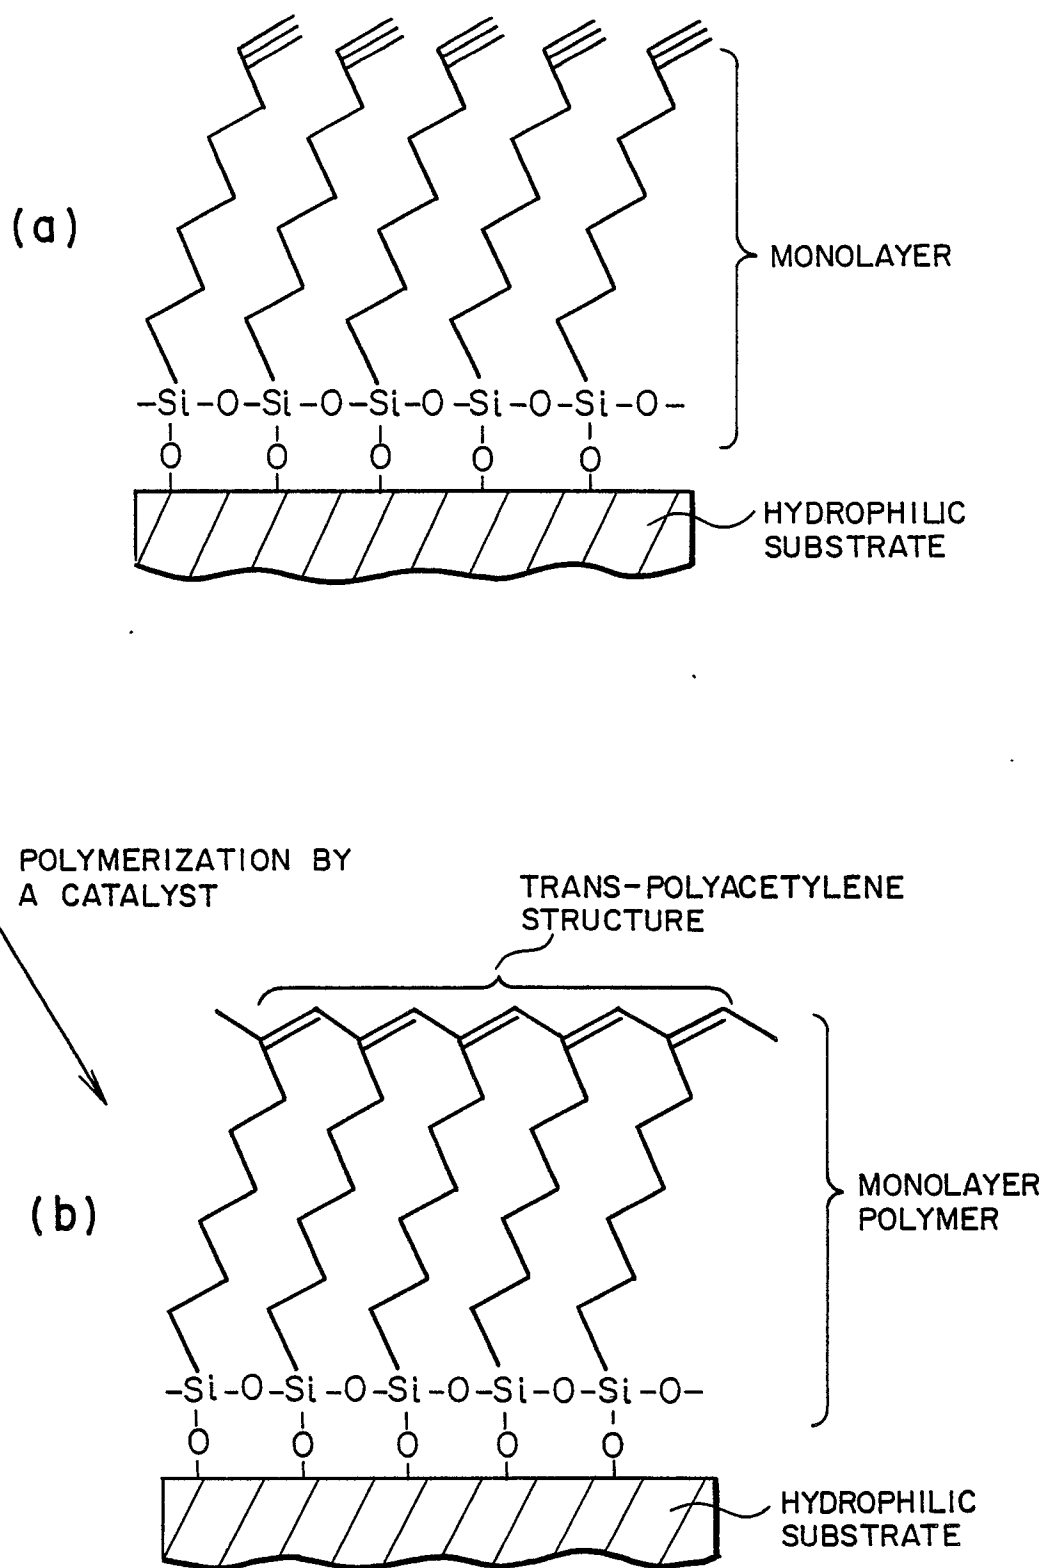 (a)
MONOLAYER
-Si-O-Si-O-Si-O-Si-O-Si-O-
O O O O O
HYDROPHILIC
SUBSTRATE
POLYMERIZATION BY
A CATALYST
TRANS-POLYACETYLENE
STRUCTURE
(b)
MONOLAYER
POLYMER
-Si-O-Si-O-Si-O-Si-O-Si-O-
O O O O O
HYDROPHILIC
SUBSTRATE